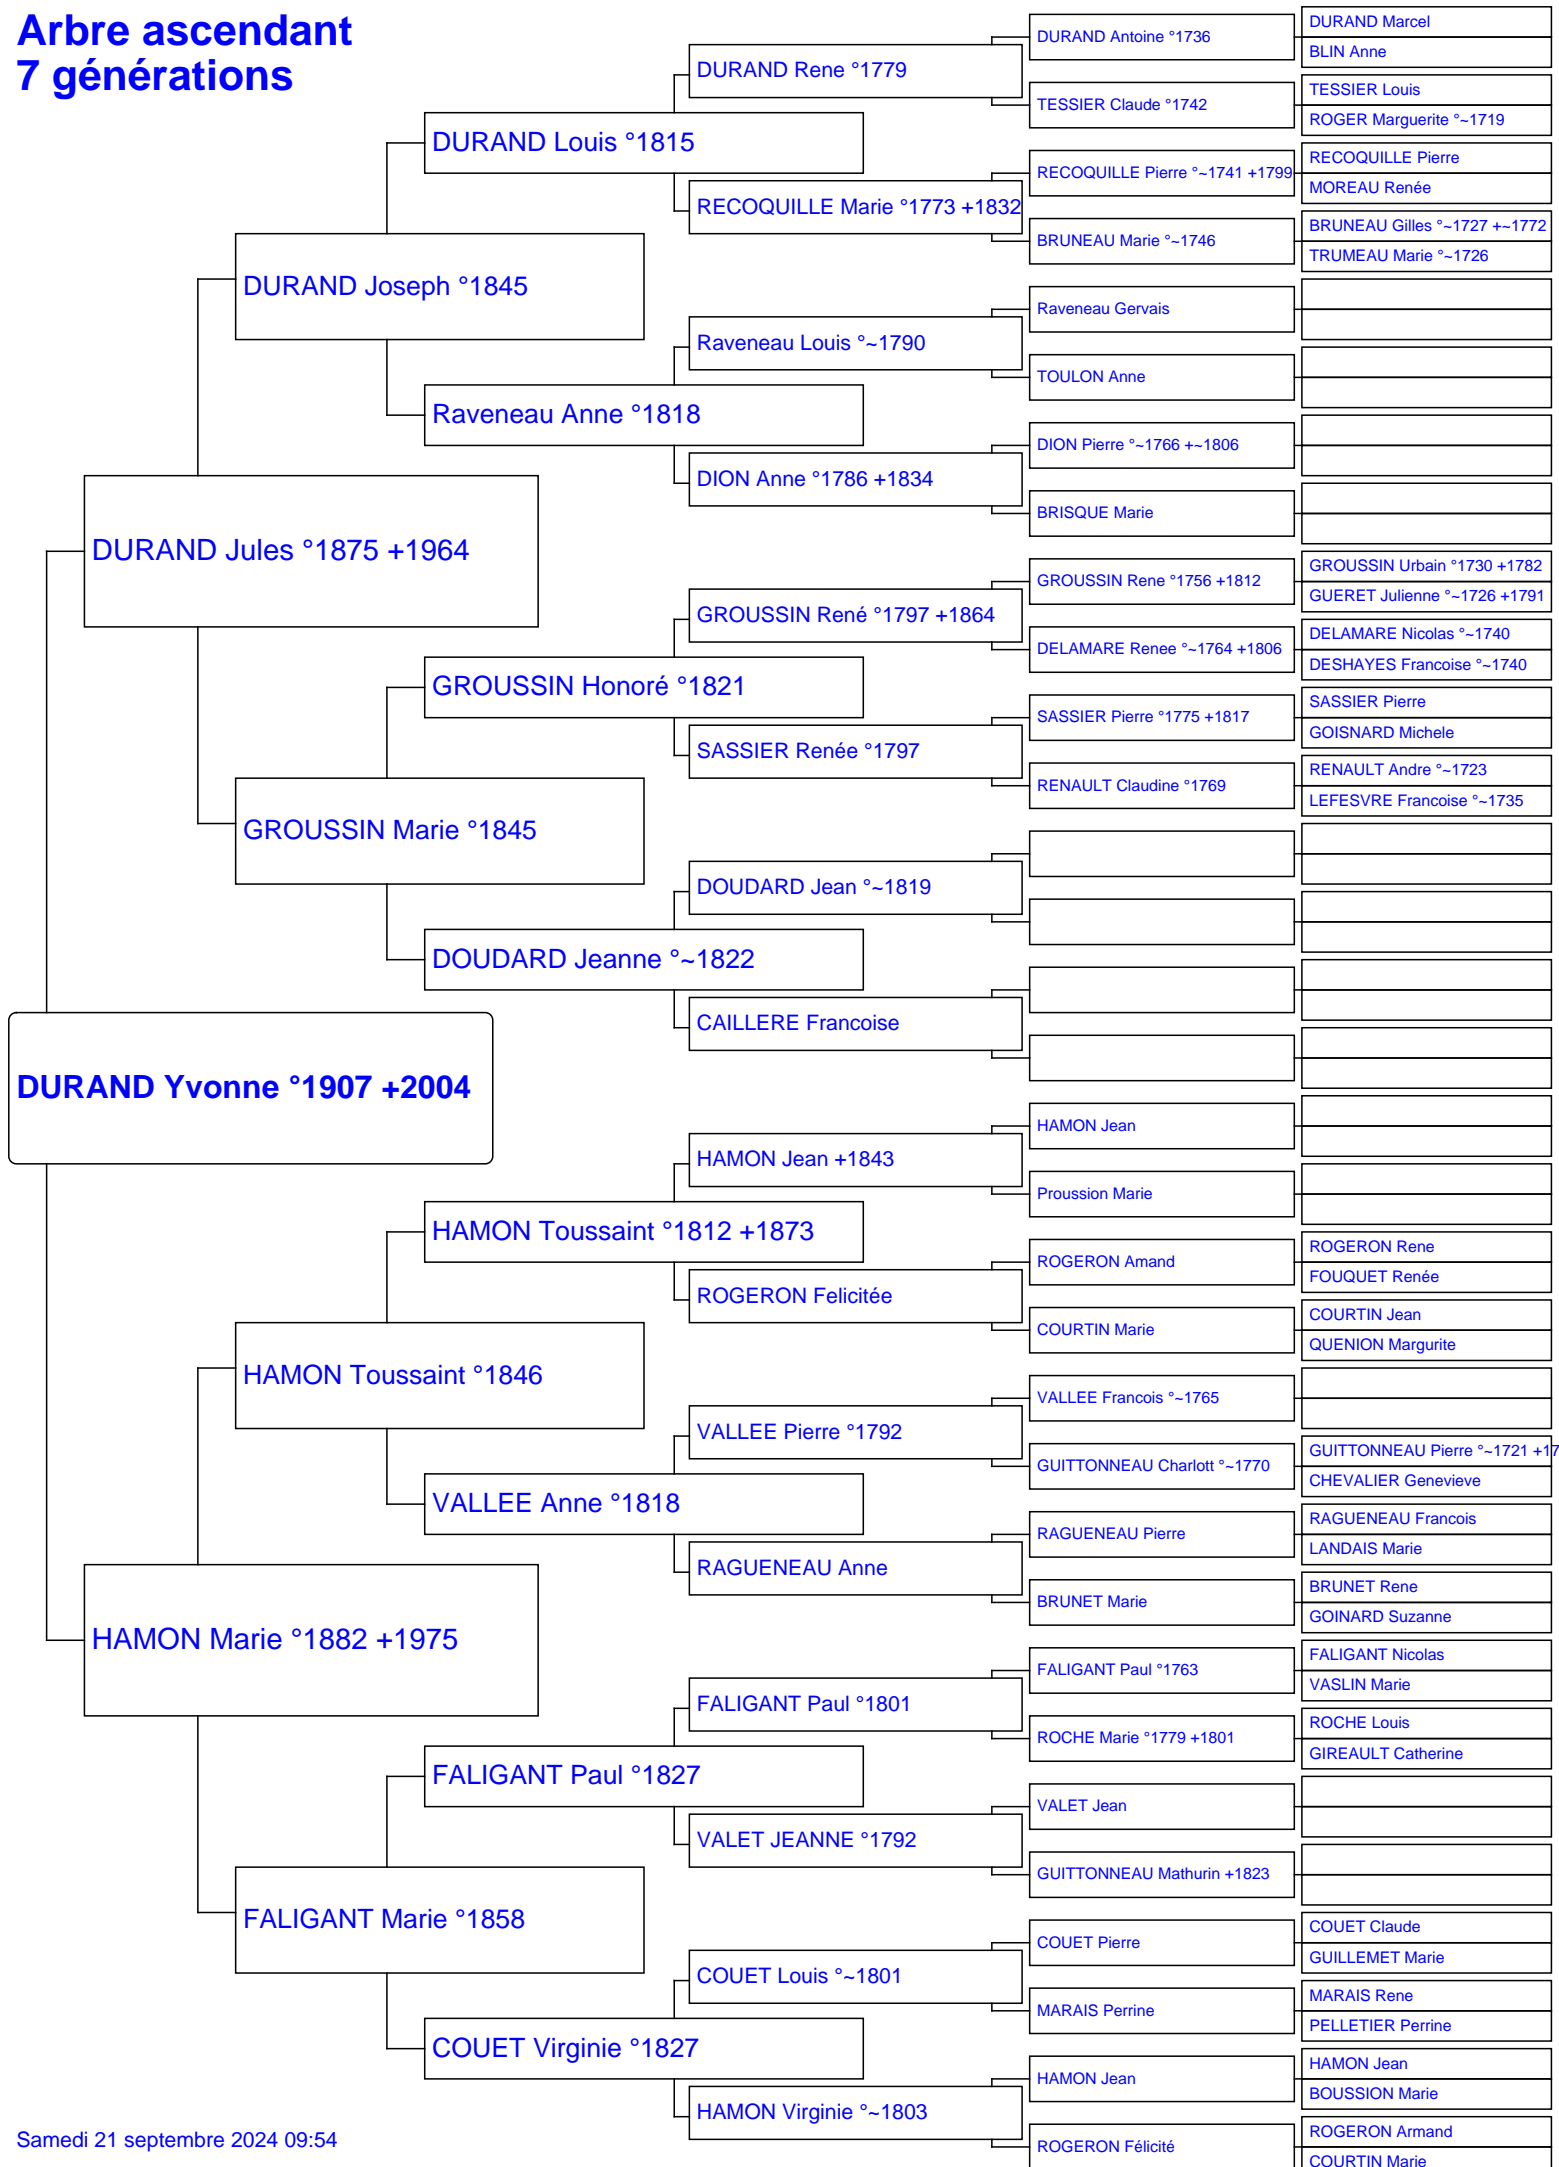 Arbre ascendant
7 générations
DURAND Yvonne °1907 +2004
DURAND Jules °1875 +1964
HAMON Marie °1882 +1975
DURAND Joseph °1845
GROUSSIN Marie °1845
HAMON Toussaint °1846
FALIGANT Marie °1858
DURAND Louis °1815
Raveneau Anne °1818
GROUSSIN Honoré °1821
DOUDARD Jeanne °~1822
HAMON Toussaint °1812 +1873
VALLEE Anne °1818
FALIGANT Paul °1827
COUET Virginie °1827
DURAND Rene °1779
RECOQUILLE Marie °1773 +1832
Raveneau Louis °~1790
DION Anne °1786 +1834
GROUSSIN René °1797 +1864
SASSIER Renée °1797
DOUDARD Jean °~1819
CAILLERE Francoise
HAMON Jean +1843
ROGERON Felicitée
VALLEE Pierre °1792
RAGUENEAU Anne
FALIGANT Paul °1801
VALET JEANNE °1792
COUET Louis °~1801
HAMON Virginie °~1803
DURAND Antoine °1736
TESSIER Claude °1742
RECOQUILLE Pierre °~1741 +1799
BRUNEAU Marie °~1746
Raveneau Gervais
TOULON Anne
DION Pierre °~1766 +~1806
BRISQUE Marie
GROUSSIN Rene °1756 +1812
DELAMARE Renee °~1764 +1806
SASSIER Pierre °1775 +1817
RENAULT Claudine °1769
HAMON Jean
Proussion Marie
ROGERON Amand
COURTIN Marie
VALLEE Francois °~1765
GUITTONNEAU Charlott °~1770
RAGUENEAU Pierre
BRUNET Marie
FALIGANT Paul °1763
ROCHE Marie °1779 +1801
VALET Jean
GUITTONNEAU Mathurin +1823
COUET Pierre
MARAIS Perrine
HAMON Jean
ROGERON Félicité
DURAND Marcel
BLIN Anne
TESSIER Louis
ROGER Marguerite °~1719
RECOQUILLE Pierre
MOREAU Renée
BRUNEAU Gilles °~1727 +~1772
TRUMEAU Marie °~1726
GROUSSIN Urbain °1730 +1782
GUERET Julienne °~1726 +1791
DELAMARE Nicolas °~1740
DESHAYES Francoise °~1740
SASSIER Pierre
GOISNARD Michele
RENAULT Andre °~1723
LEFESVRE Francoise °~1735
ROGERON Rene
FOUQUET Renée
COURTIN Jean
QUENION Margurite
GUITTONNEAU Pierre °~1721 +17
CHEVALIER Genevieve
RAGUENEAU Francois
LANDAIS Marie
BRUNET Rene
GOINARD Suzanne
FALIGANT Nicolas
VASLIN Marie
ROCHE Louis
GIREAULT Catherine
COUET Claude
GUILLEMET Marie
MARAIS Rene
PELLETIER Perrine
HAMON Jean
BOUSSION Marie
ROGERON Armand
COURTIN Marie
Samedi 21 septembre 2024 09:54